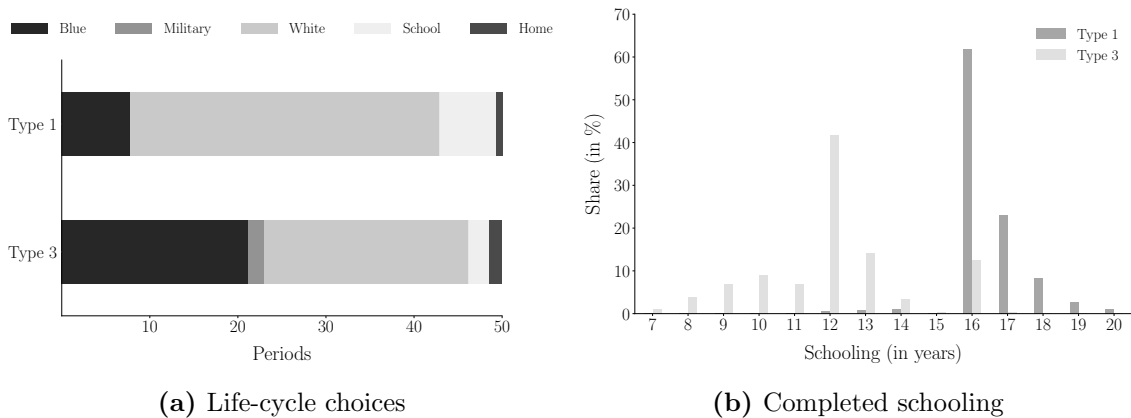 Blue Military White School Home
Type 1
Type 3
10 20 30 40 50
Periods
(a) Life-cycle choices
70
60
50
40
30
20
10
0
Share (in %)
Type 1
Type 3
7 8 9 10 11 12 13 14 15 16 17 18 19 20
Schooling (in years)
(b) Completed schooling